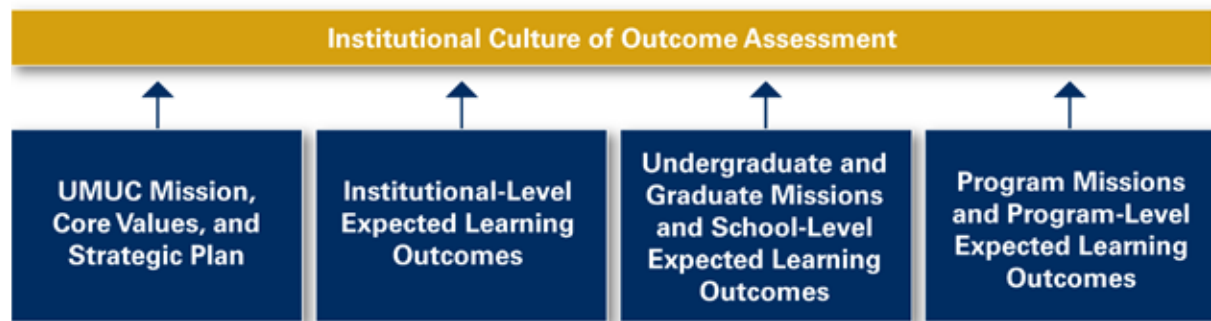 Institutional Culture of Outcome Assessment
UMUC Mission,
Core Values, and
Strategic Plan
Institutional-Level
Expected Learning
Outcomes
Undergraduate and
Graduate Missions
and School-Level
Expected Learning
Outcomes
Program Missions
and Program-Level
Expected Learning
Outcomes